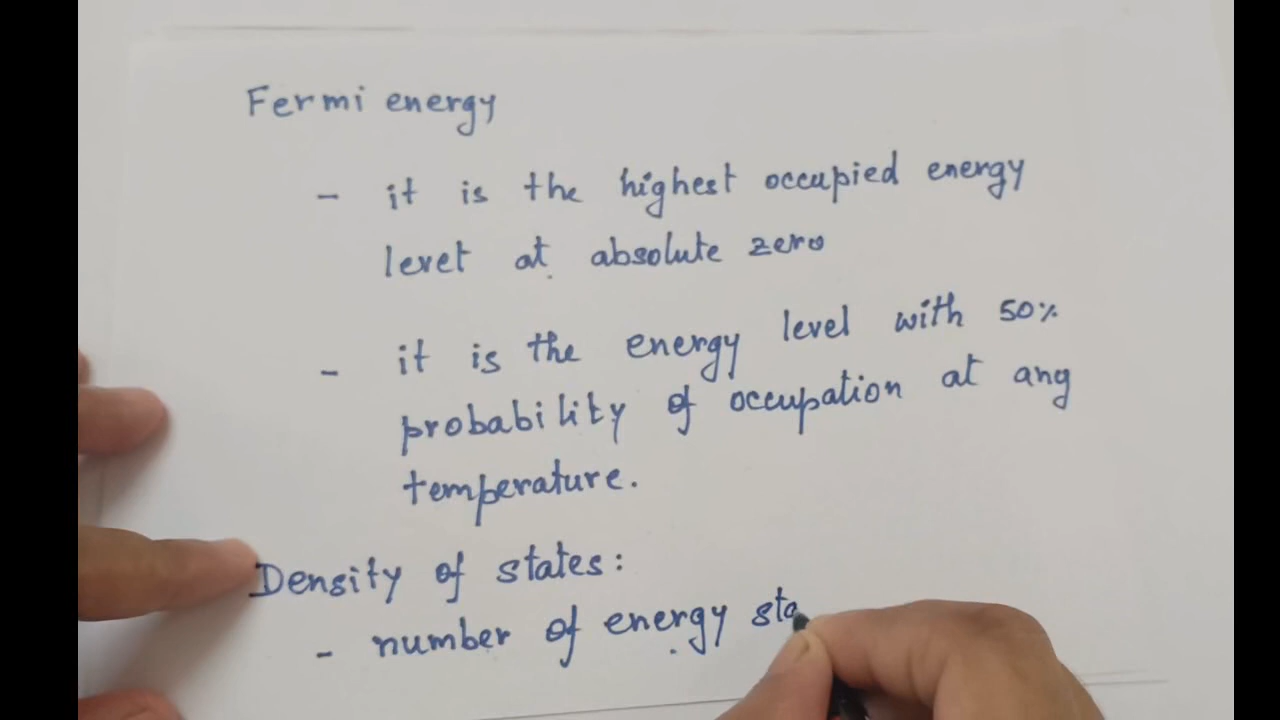 Fermi energy
- it is the highest occupied energy
level at absolute zero
- it is the energy level with 50%
probability of occupation at any
temperature.
Density of states:
- number of energy sta